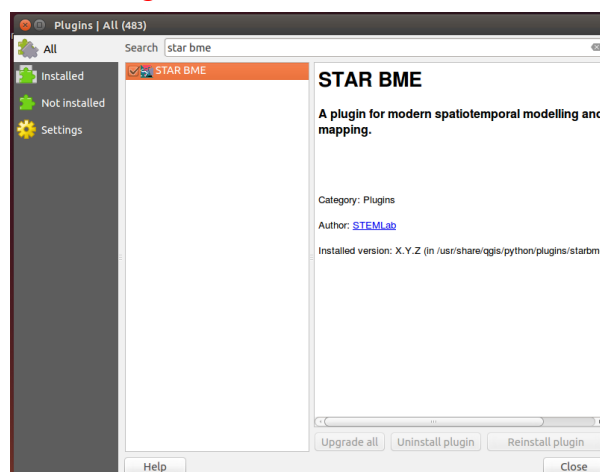 Plugins | All (483)
All
Search star bme
Installed
Not installed
Settings
STAR BME
STAR BME
A plugin for modern spatiotemporal modelling and
mapping.
Category: Plugins
Author: STEMLab
Installed version: X.Y.Z (in /usr/share/qgis/python/plugins/starbm
Upgrade all Uninstall plugin Reinstall plugin
Help Close